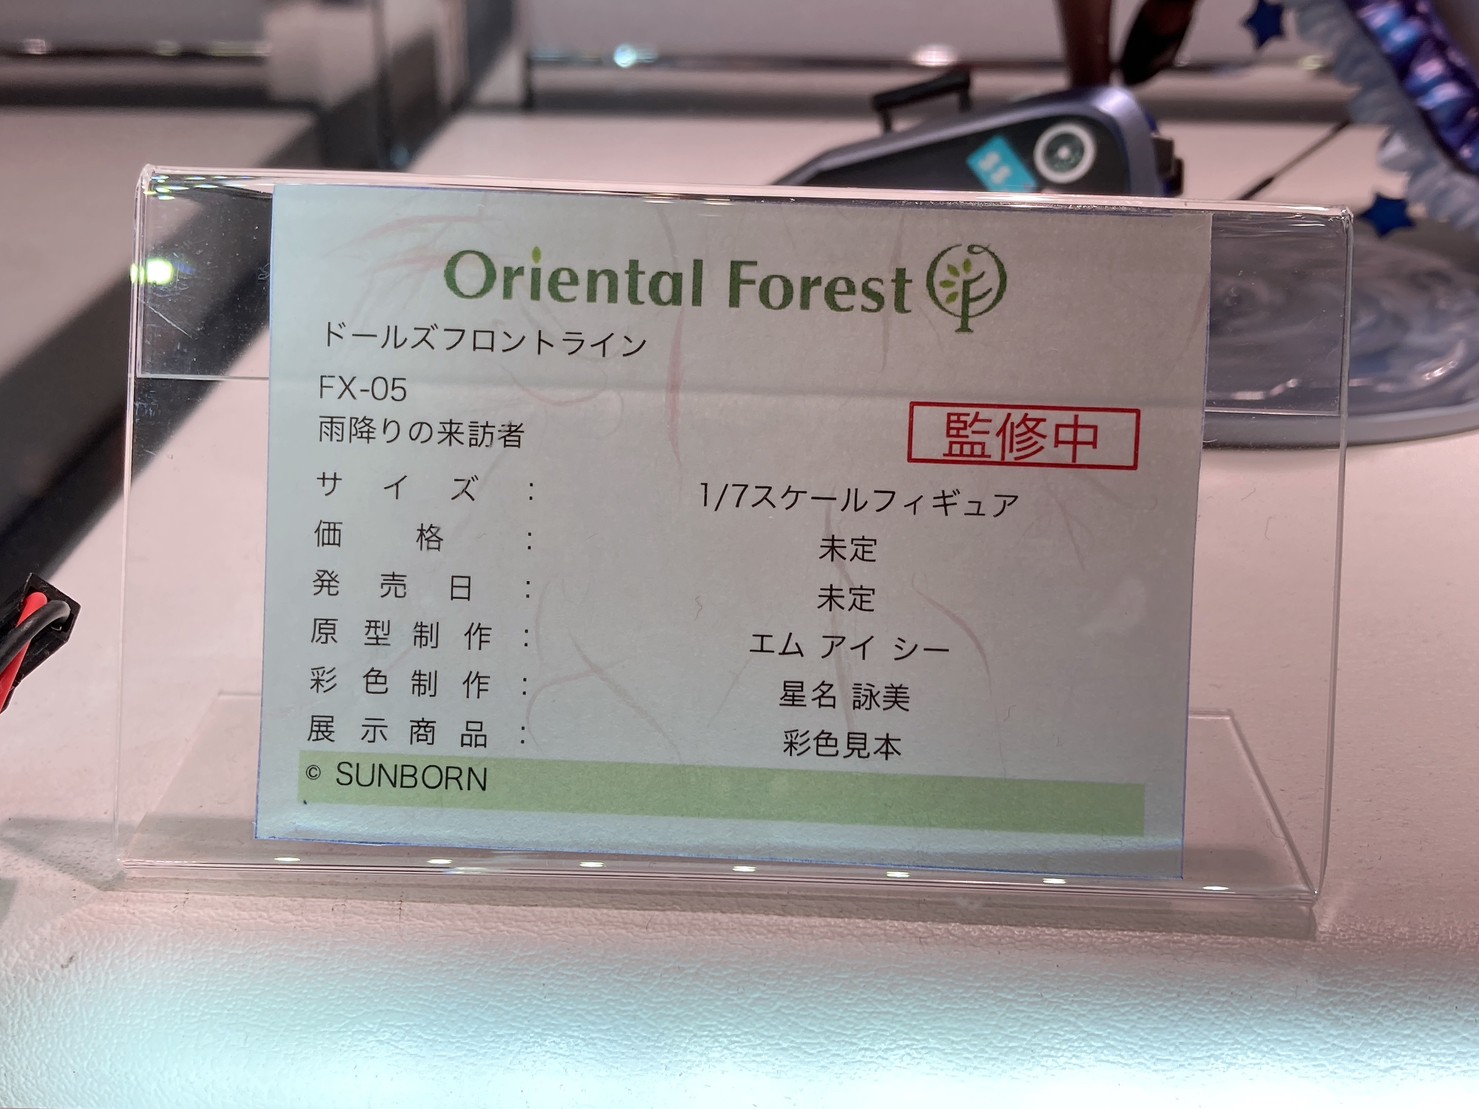 Oriental Forest
ドールズフロントライン
FX-05
雨降りの来訪者
監修中
サイズ： 1/7スケールフィギュア
価格： 未定
発売日： 未定
原型制作： エム アイ シー
彩色制作： 星名 詠美
展示商品： 彩色見本
© SUNBORN